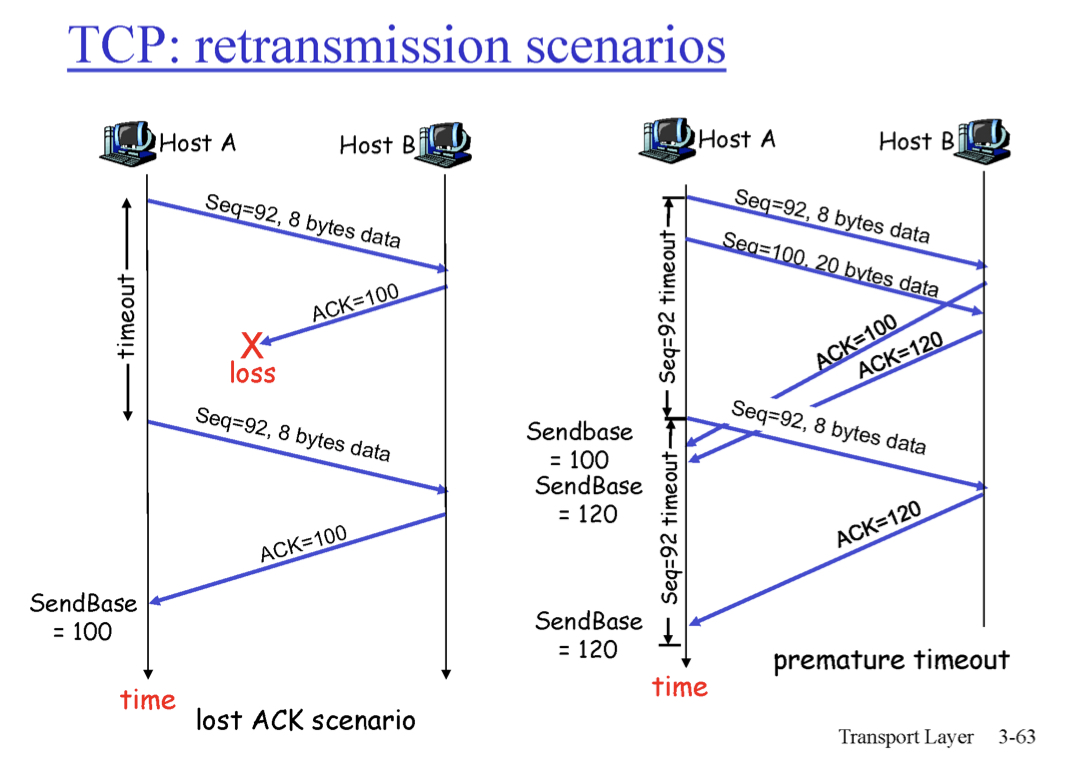 TCP: retransmission scenarios
Host A
Host B
Seq=92, 8 bytes data
ACK=100
timeout
X
loss
Seq=92, 8 bytes data
ACK=100
SendBase
= 100
time
lost ACK scenario
Host A
Host B
Seq=92, 8 bytes data
Seq=100, 20 bytes data
Seq=92 timeout
ACK=100
ACK=120
Seq=92, 8 bytes data
Sendbase
= 100
SendBase
= 120
Seq=92 timeout
ACK=120
SendBase
= 120
time
premature timeout
Transport Layer 3-63